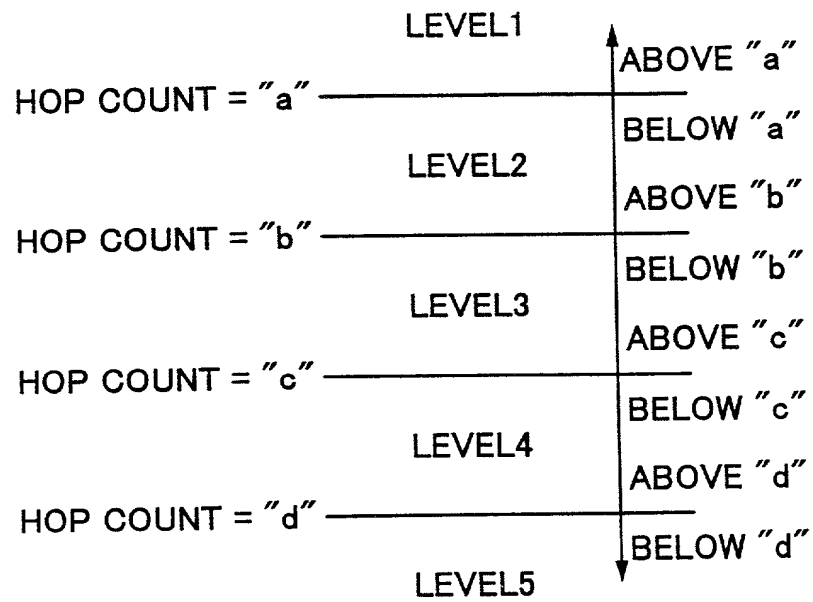 LEVEL1
ABOVE "a"
HOP COUNT = "a"
BELOW "a"
LEVEL2
ABOVE "b"
HOP COUNT = "b"
BELOW "b"
LEVEL3
ABOVE "c"
HOP COUNT = "c"
BELOW "c"
LEVEL4
ABOVE "d"
HOP COUNT = "d"
BELOW "d"
LEVEL5